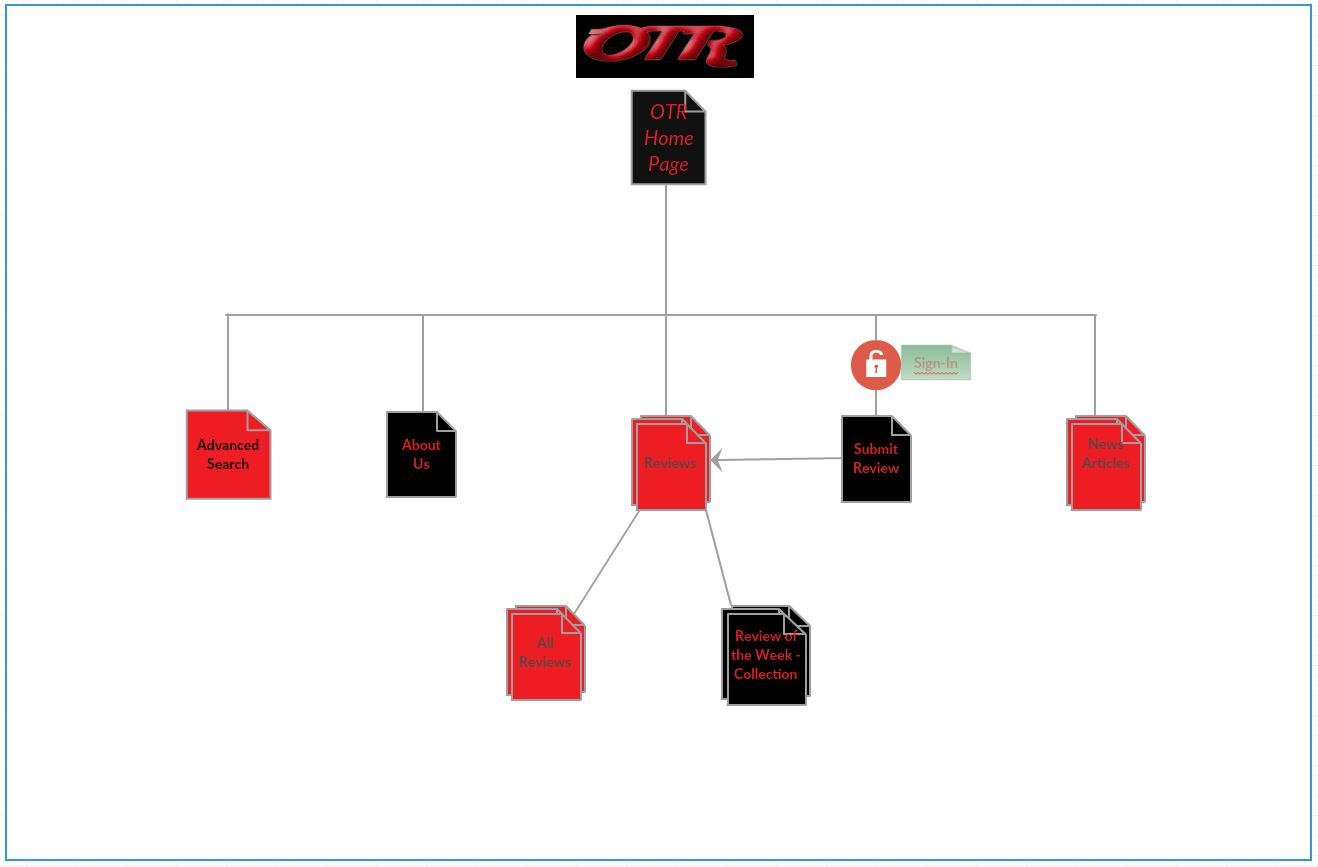 OTR
OTR
Home
Page
Sign-In
Advanced
Search
About
Us
Reviews
Submit
Review
News
Articles
All
Reviews
Review of
the Week -
Collection